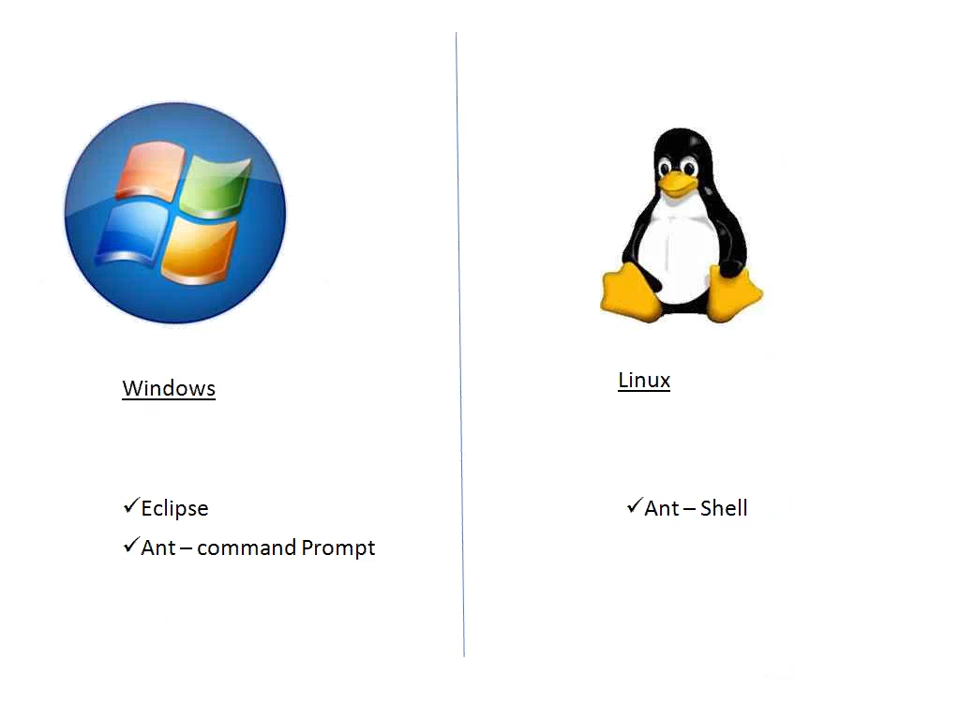 Windows
Linux
✓Eclipse
✓Ant – command Prompt
✓Ant – Shell